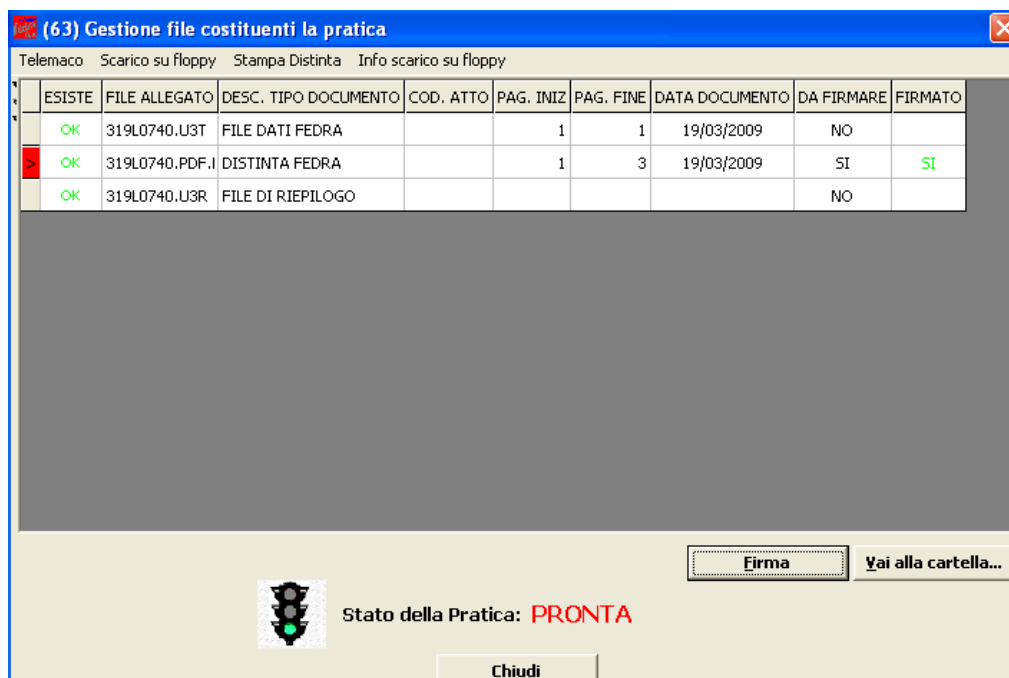 (63) Gestione file costituenti la pratica
Telemaco Scarico su floppy Stampa Distinta Info scarico su floppy
ESISTE FILE ALLEGATO DESC. TIPO DOCUMENTO COD. ATTO PAG. INIZ PAG. FINE DATA DOCUMENTO DA FIRMARE FIRMATO
OK 319L0740.U3T FILE DATI FEDRA 1 1 19/03/2009 NO
> OK 319L0740.PDF. DISTINTA FEDRA 1 3 19/03/2009 SI SI
OK 319L0740.U3R FILE DI RIEPILOGO NO
Firma Vai alla cartella...
Stato della Pratica: PRONTA
Chiudi